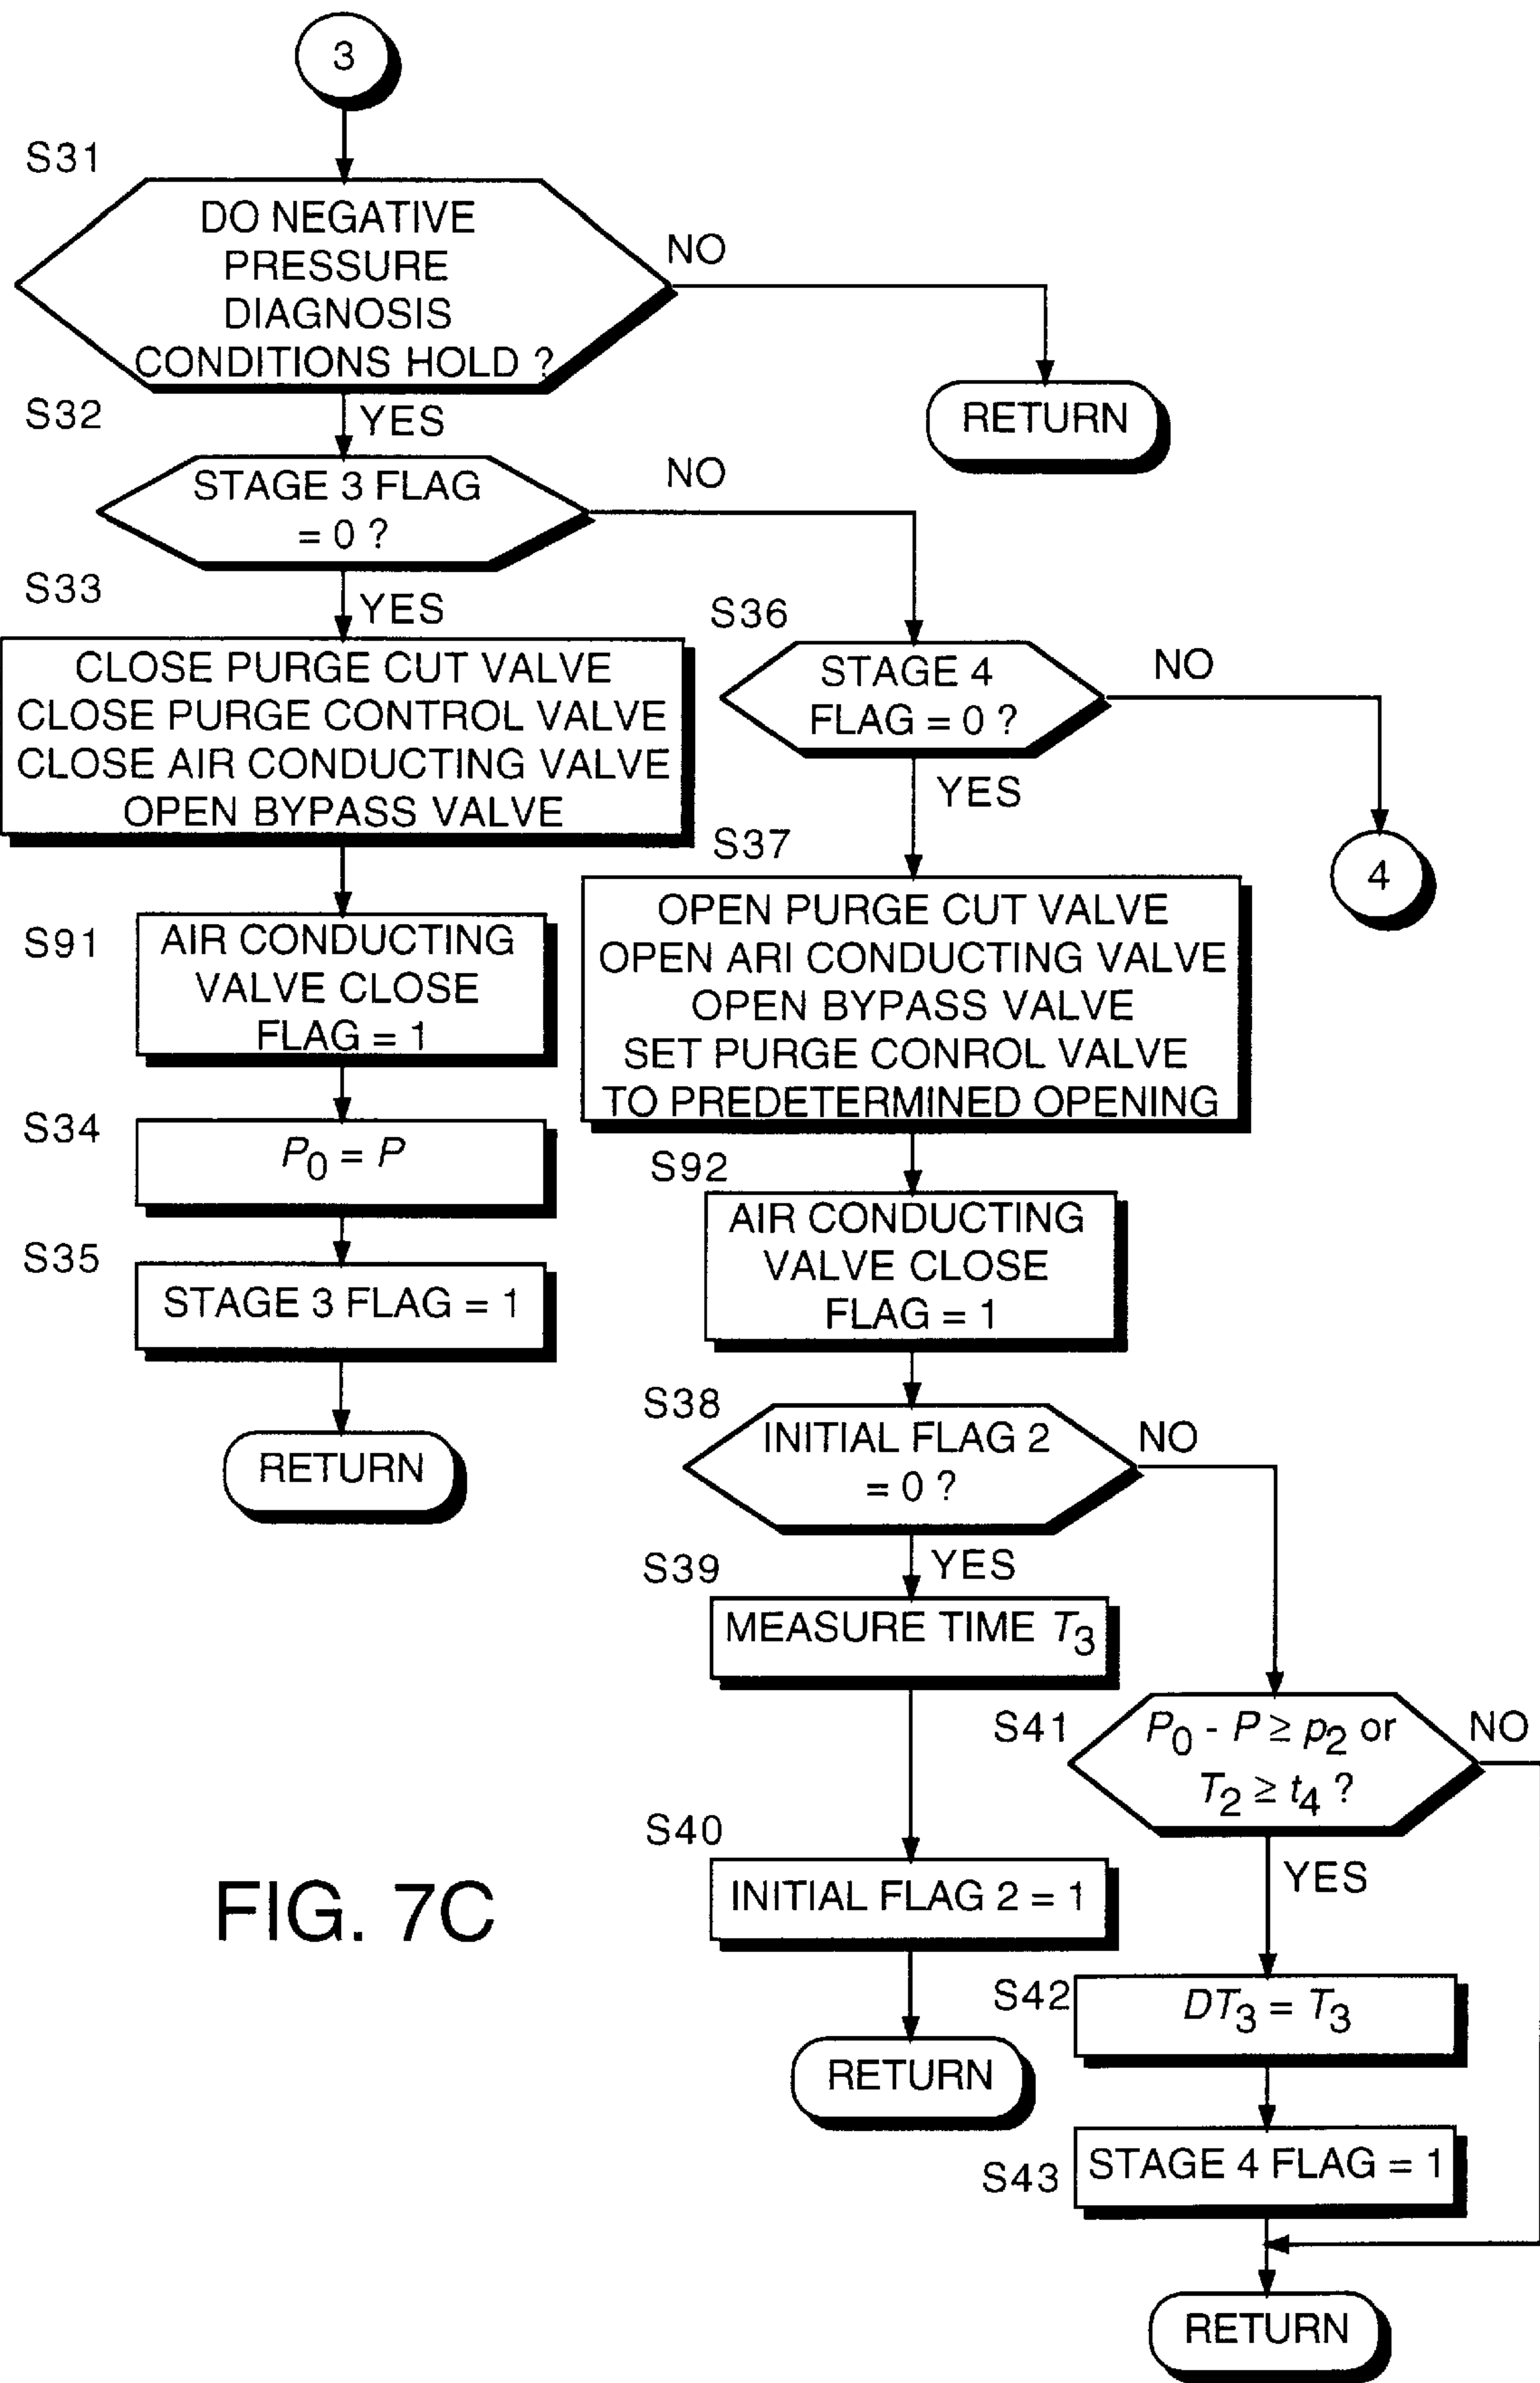 3
S31
DO NEGATIVE
PRESSURE
DIAGNOSIS
CONDITIONS HOLD ?
NO
RETURN
YES
S32
STAGE 3 FLAG
= 0 ?
NO
YES
S33
CLOSE PURGE CUT VALVE
CLOSE PURGE CONTROL VALVE
CLOSE AIR CONDUCTING VALVE
OPEN BYPASS VALVE
S91
AIR CONDUCTING
VALVE CLOSE
FLAG = 1
S34
P0 = P
S35
STAGE 3 FLAG = 1
RETURN
S36
STAGE 4
FLAG = 0 ?
NO
4
YES
S37
OPEN PURGE CUT VALVE
OPEN ARI CONDUCTING VALVE
OPEN BYPASS VALVE
SET PURGE CONROL VALVE
TO PREDETERMINED OPENING
S92
AIR CONDUCTING
VALVE CLOSE
FLAG = 1
S38
INITIAL FLAG 2
= 0 ?
NO
YES
S39
MEASURE TIME T3
S40
INITIAL FLAG 2 = 1
RETURN
S41
P0 - P ≥ p2 or
T2 ≥ t4 ?
NO
YES
S42
DT3 = T3
S43
STAGE 4 FLAG = 1
RETURN
FIG. 7C